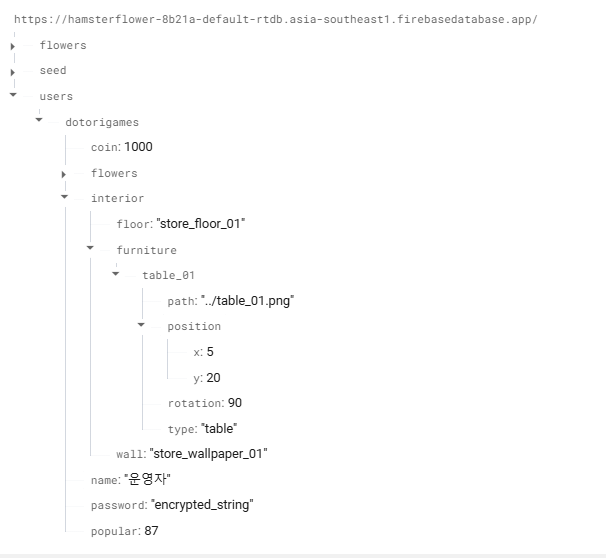 https://hamsterflower-8b21a-default-rtdb.asia-southeast1.firebasedatabase.app/
flowers
seed
users
dotorigames
coin: 1000
flowers
interior
floor: "store_floor_01"
furniture
table_01
path: "../table_01.png"
position
x: 5
y: 20
rotation: 90
type: "table"
wall: "store_wallpaper_01"
name: "운영자"
password: "encrypted_string"
popular: 87